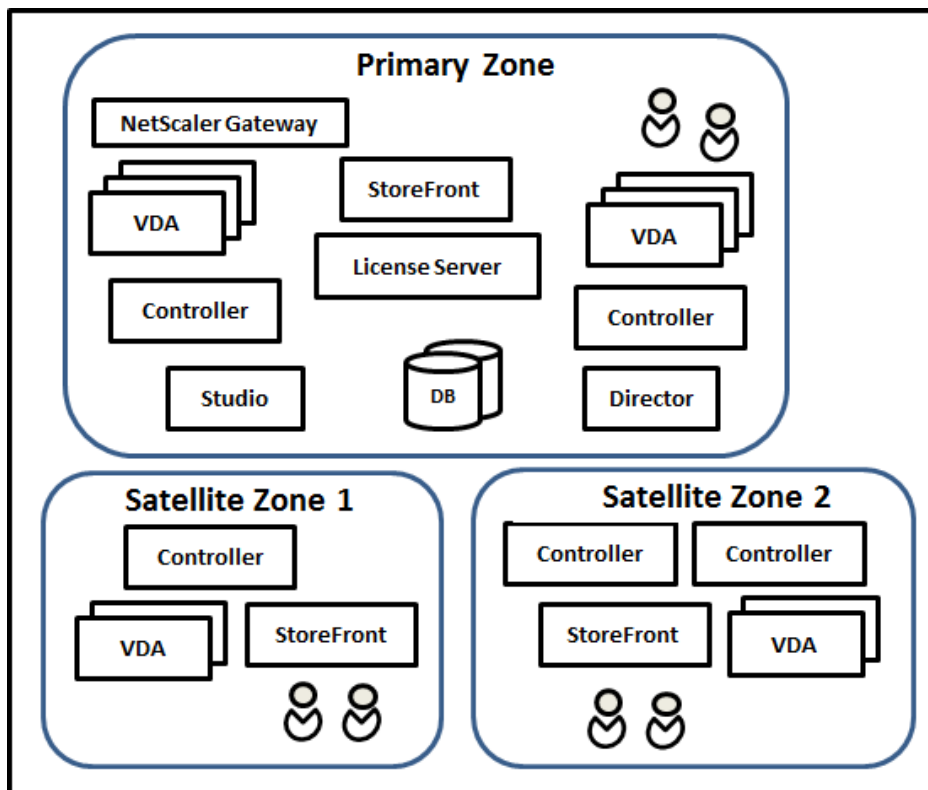 Primary Zone
NetScaler Gateway
StoreFront
VDA
VDA
License Server
Controller
Controller
Studio
DB
Director
Satellite Zone 1
Controller
VDA
StoreFront
Satellite Zone 2
Controller
Controller
StoreFront
VDA